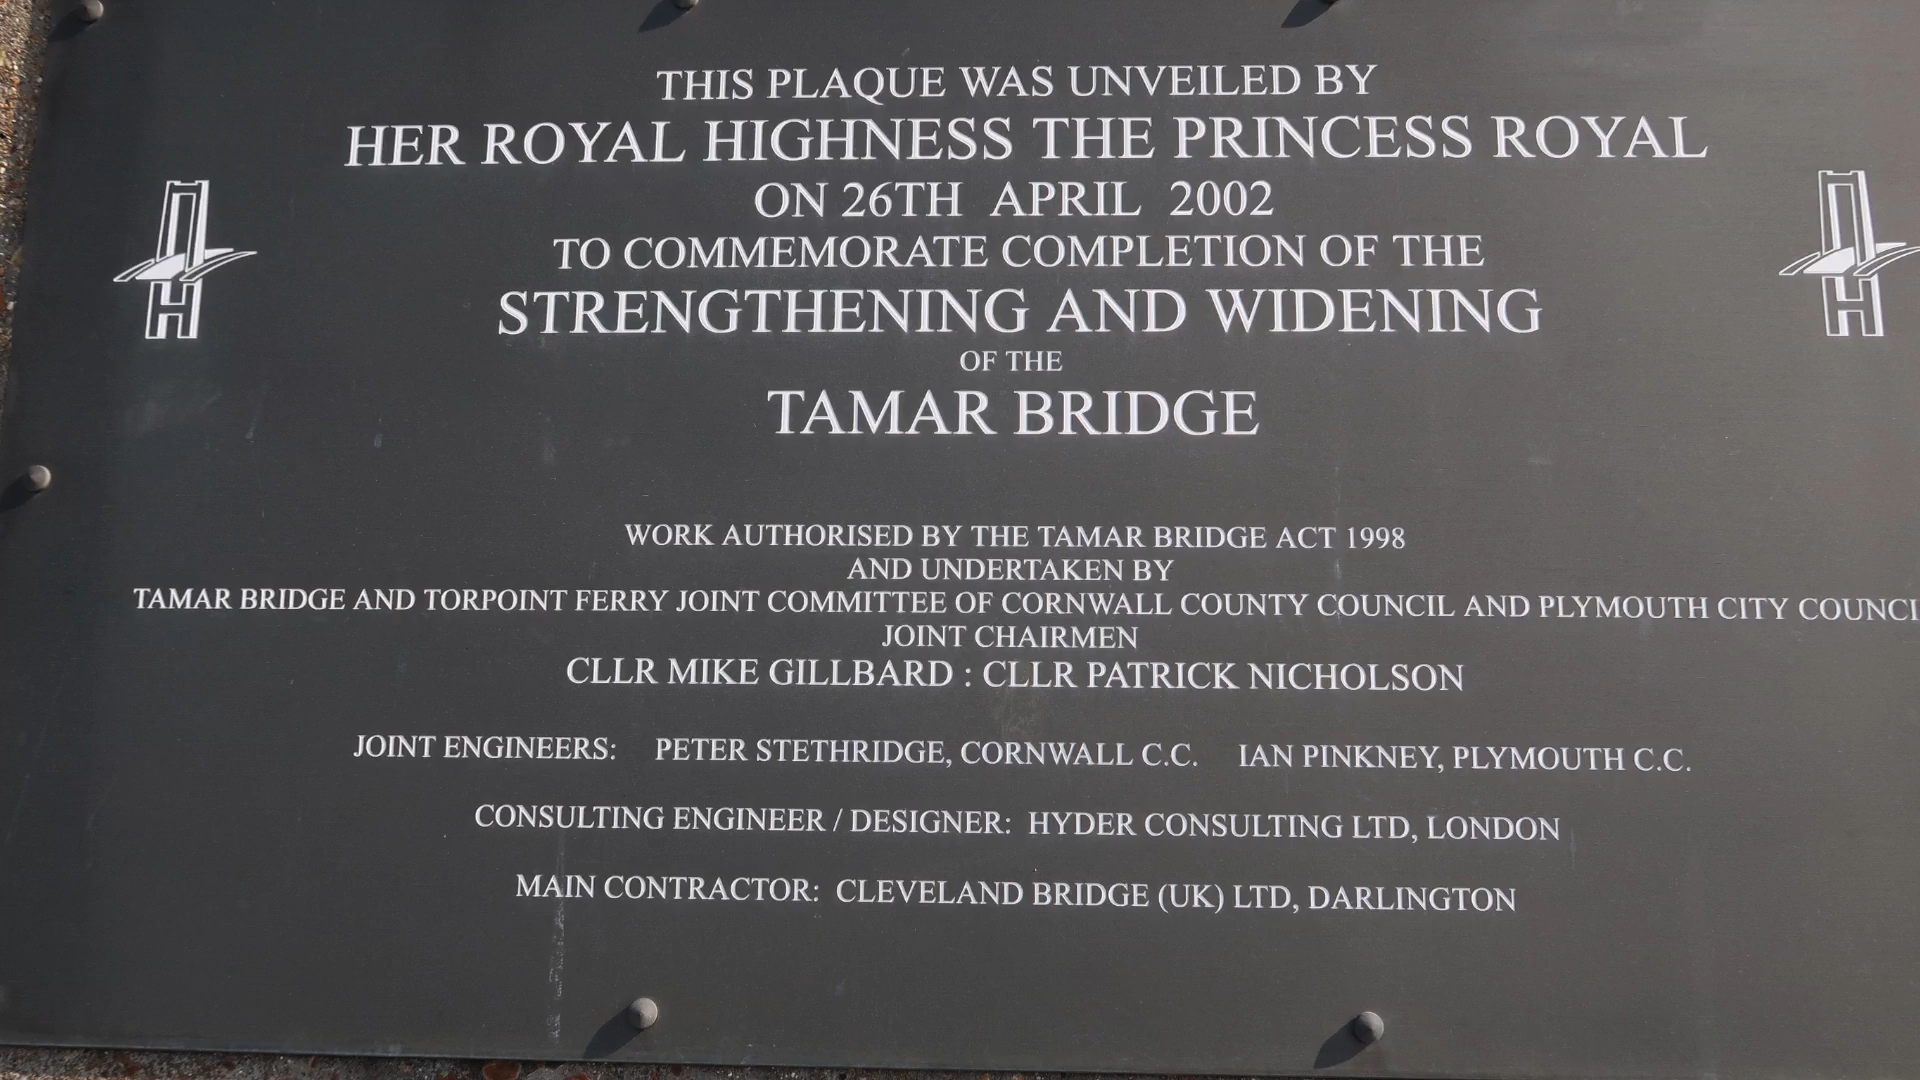 THIS PLAQUE WAS UNVEILED BY
HER ROYAL HIGHNESS THE PRINCESS ROYAL
ON 26TH APRIL 2002
TO COMMEMORATE COMPLETION OF THE
STRENGTHENING AND WIDENING
OF THE
TAMAR BRIDGE
WORK AUTHORISED BY THE TAMAR BRIDGE ACT 1998
AND UNDERTAKEN BY
TAMAR BRIDGE AND TORPOINT FERRY JOINT COMMITTEE OF CORNWALL COUNTY COUNCIL AND PLYMOUTH CITY COUNCI
JOINT CHAIRMEN
CLLR MIKE GILLBARD : CLLR PATRICK NICHOLSON
JOINT ENGINEERS: PETER STETHRIDGE, CORNWALL C.C. IAN PINKNEY, PLYMOUTH C.C.
CONSULTING ENGINEER / DESIGNER: HYDER CONSULTING LTD, LONDON
MAIN CONTRACTOR: CLEVELAND BRIDGE (UK) LTD, DARLINGTON